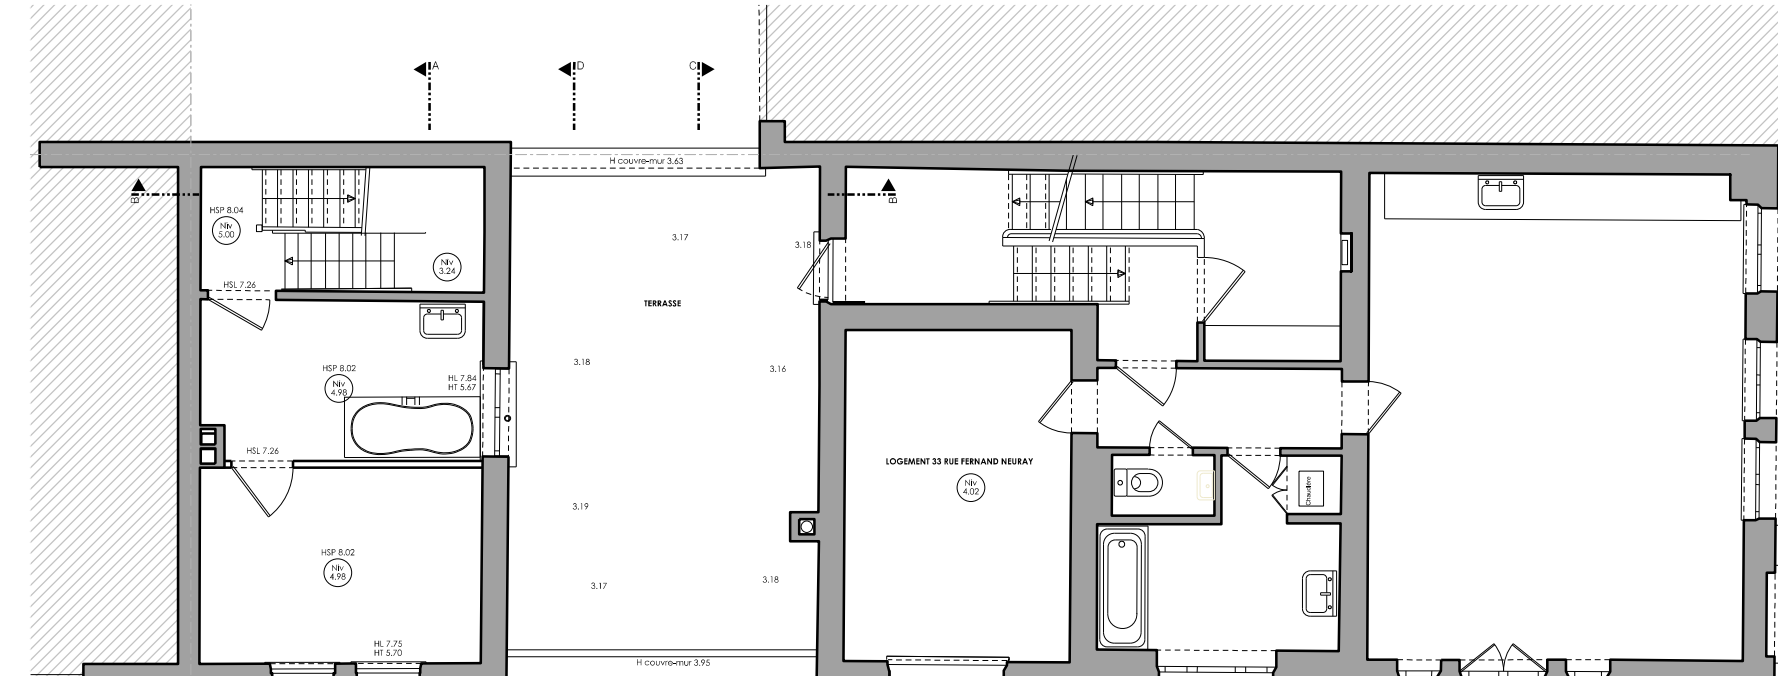 A
D
C
H couvre-mur 3.63
B
B
HSP 8.04
Niv
5.00
Niv
3.24
3.17
3.18
HSL 7.26
TERRASSE
3.18
3.16
HSP 8.02
Niv
4.98
HL 7.84
HT 5.67
HSL 7.26
LOGEMENT 33 RUE FERNAND NEURAY
Niv
4.02
Chaudière
3.19
HSP 8.02
Niv
4.98
3.17
3.18
HL 7.75
HT 5.70
H couvre-mur 3.95